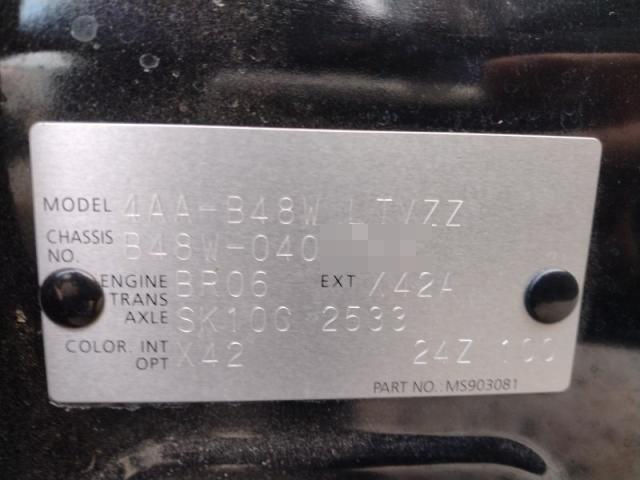 MODEL 4AA-B48W LTVZZ
CHASSIS NO. B48W-040
ENGINE BR06 EXT X42A
TRANS
AXLE SK10C 2533
COLOR. INT X42 24Z 100
OPT
PART NO.: MS903081